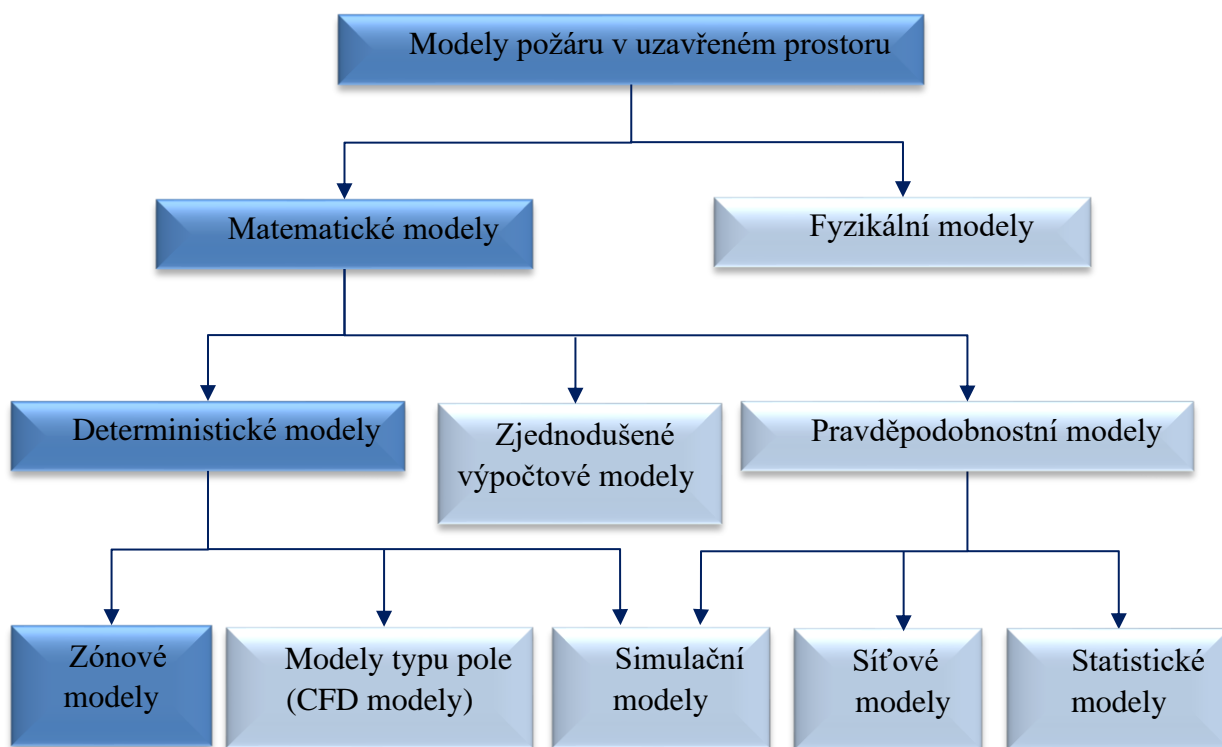 Modely požáru v uzavřeném prostoru
Matematické modely
Fyzikální modely
Deterministické modely
Zjednodušené
výpočtové modely
Pravděpodobnostní modely
Zónové
modely
Modely typu pole
(CFD modely)
Simulační
modely
Síťové
modely
Statistické
modely